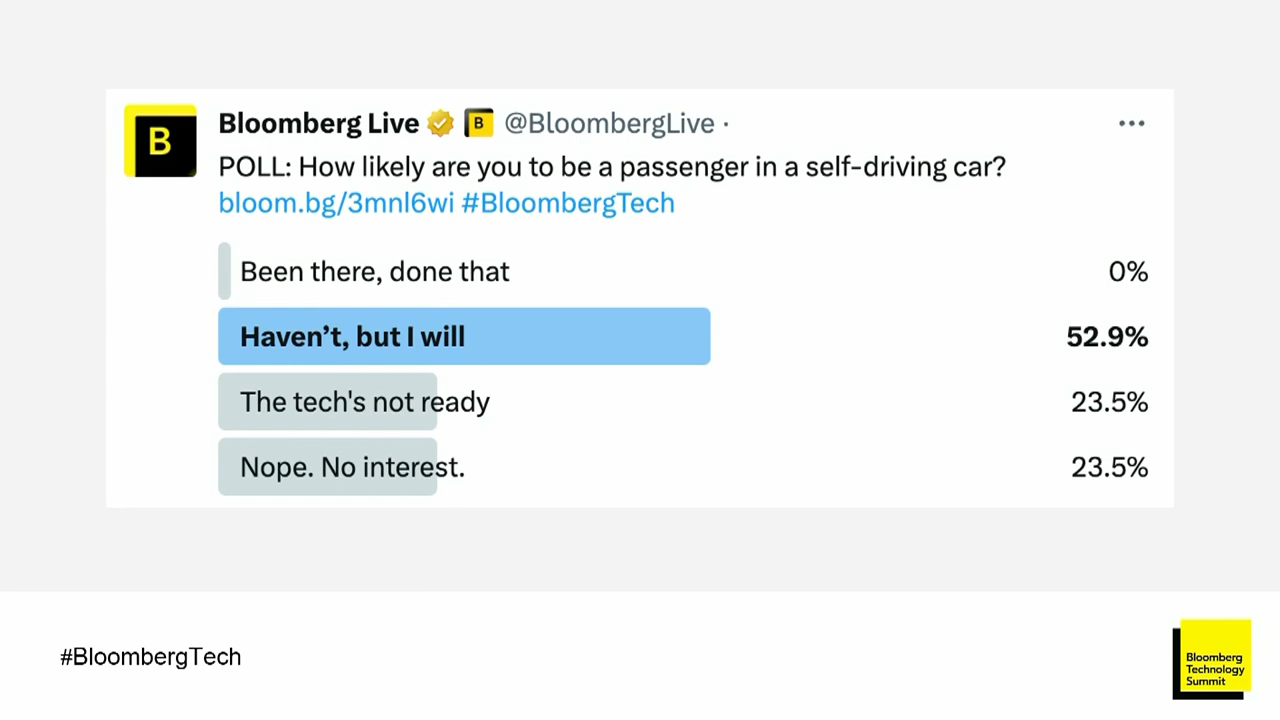 B
Bloomberg Live B @BloombergLive ·
POLL: How likely are you to be a passenger in a self-driving car?
bloom.bg/3mnl6wi #BloombergTech
Been there, done that 0%
Haven’t, but I will 52.9%
The tech's not ready 23.5%
Nope. No interest. 23.5%
#BloombergTech
Bloomberg
Technology
Summit